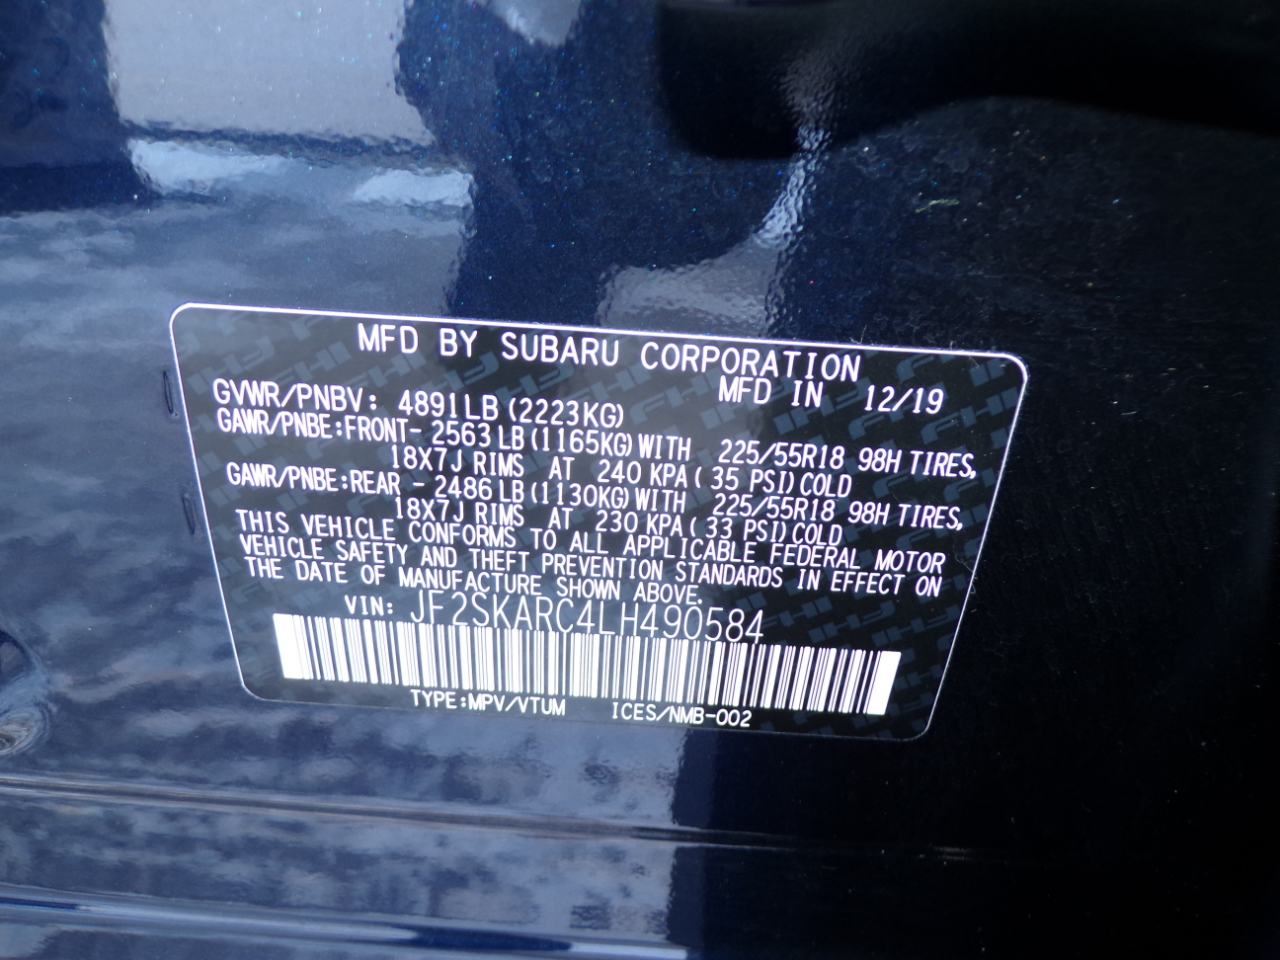 MFD BY SUBARU CORPORATION
MFD IN 12/19
GVWR/PNBV: 4891LB (2223KG)
GAWR/PNBE:FRONT- 2563 LB (1165KG) WITH 225/55R18 98H TIRES,
18X7J RIMS AT 240 KPA( 35 PSI) COLD
GAWR/PNBE:REAR - 2486 LB (1130KG) WITH 225/55R18 98H TIRES,
18X7J RIMS AT 230 KPA( 33 PSI) COLD
THIS VEHICLE CONFORMS TO ALL APPLICABLE FEDERAL MOTOR
VEHICLE SAFETY AND THEFT PREVENTION STANDARDS IN EFFECT ON
THE DATE OF MANUFACTURE SHOWN ABOVE.
VIN: JF2SKARC4LH490584
TYPE:MPV/VTUM ICES/NMB-002